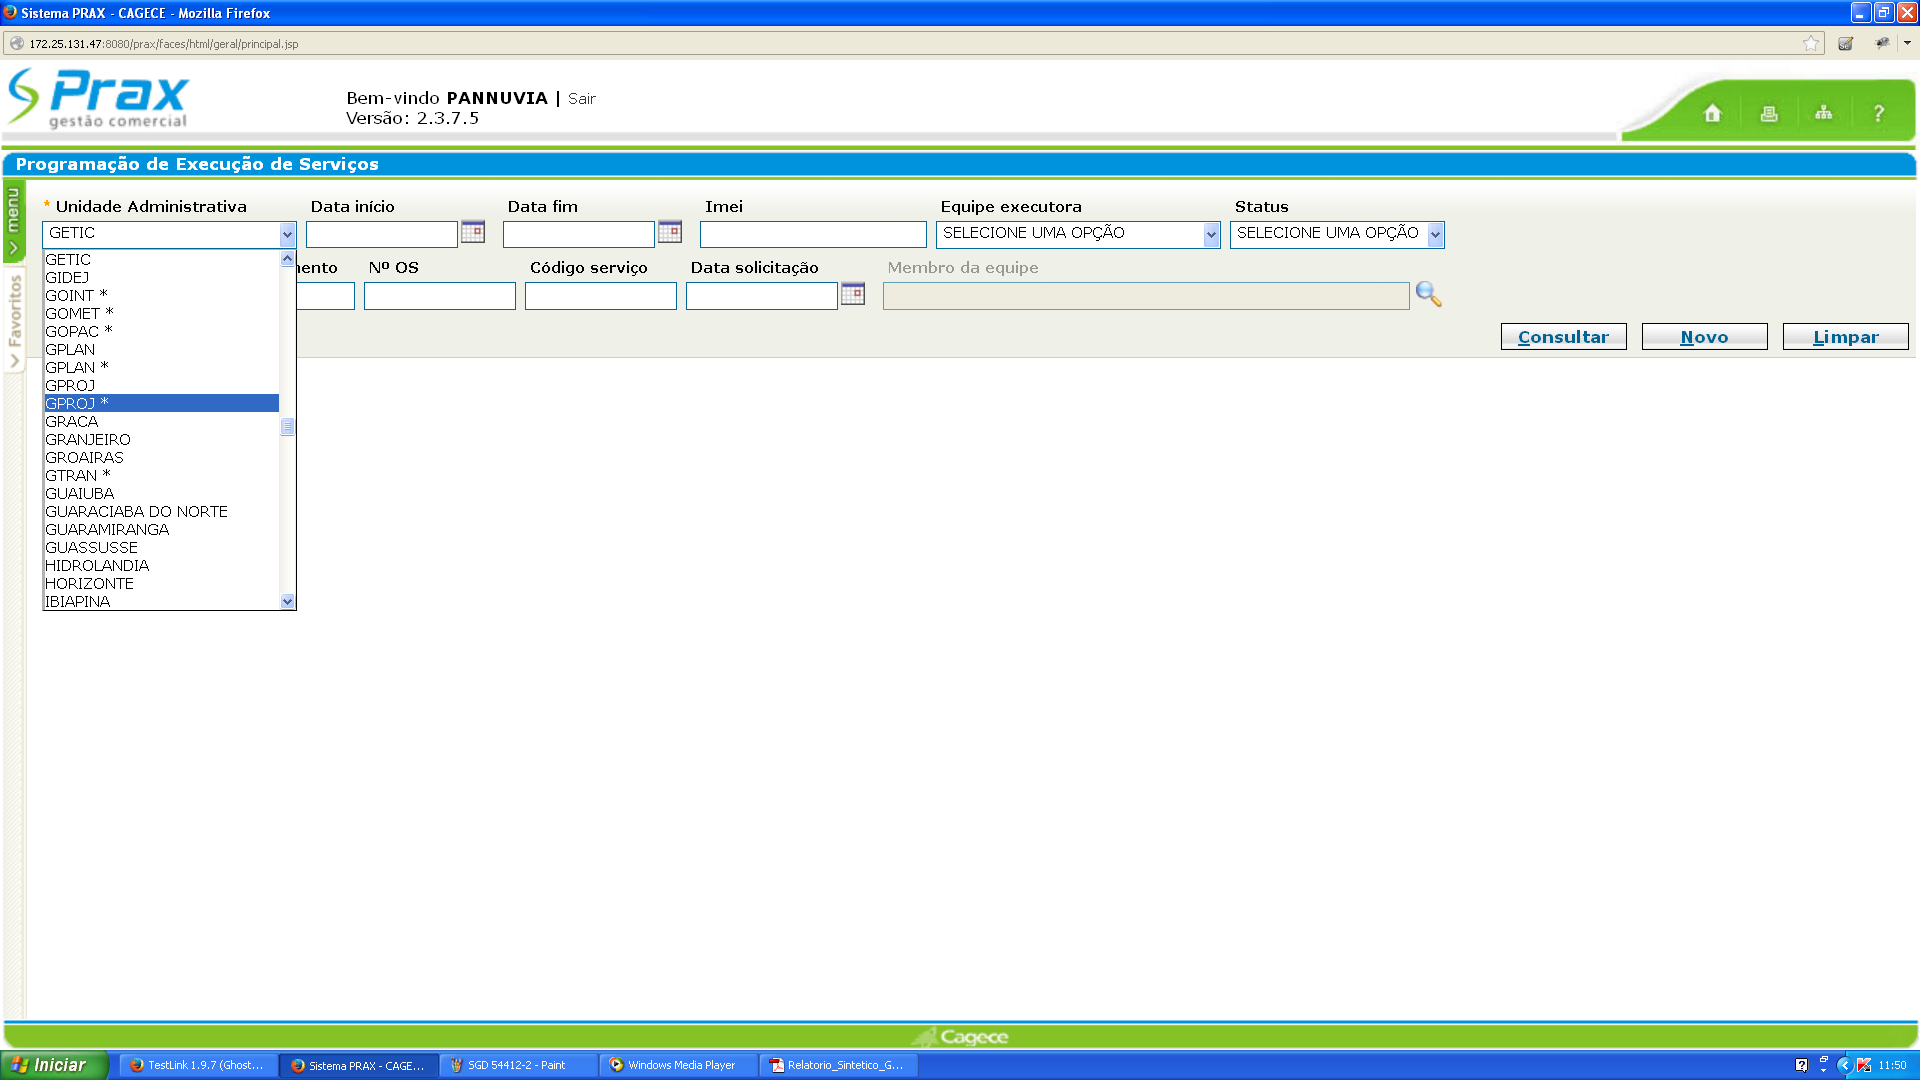 Sistema PRAX - CAGECE - Mozilla Firefox
172.25.131.47:8080/prax/faces/html/geral/principal.jsp
Prax
gestão comercial
Bem-vindo PANNUVIA | Sair
Versão: 2.3.7.5
?
Programação de Execução de Serviços
menu
Favoritos
* Unidade Administrativa
Data início
Data fim
Imei
Equipe executora
Status
GETIC
SELECIONE UMA OPÇÃO
SELECIONE UMA OPÇÃO
mento
Nº OS
Código serviço
Data solicitação
Membro da equipe
GETIC
GIDEJ
GOINT *
GOMET *
GOPAC *
GPLAN
GPLAN *
GPROJ
GPROJ *
GRACA
GRANJEIRO
GROAIRAS
GTRAN *
GUAIUBA
GUARACIABA DO NORTE
GUARAMIRANGA
GUASSUSSE
HIDROLANDIA
HORIZONTE
IBIAPINA
Consultar
Novo
Limpar
Cagece
Iniciar
TestLink 1.9.7 (Ghost...
Sistema PRAX - CAGE...
SGD 54412-2 - Paint
Windows Media Player
Relatorio_Sintetico_G...
11:50